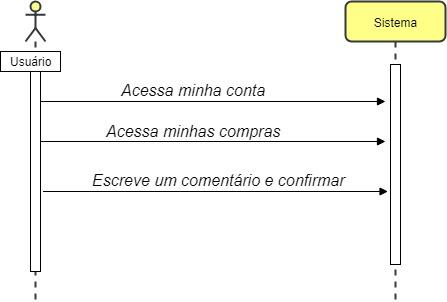 Usuário
Sistema
Acessa minha conta
Acessa minhas compras
Escreve um comentário e confirmar